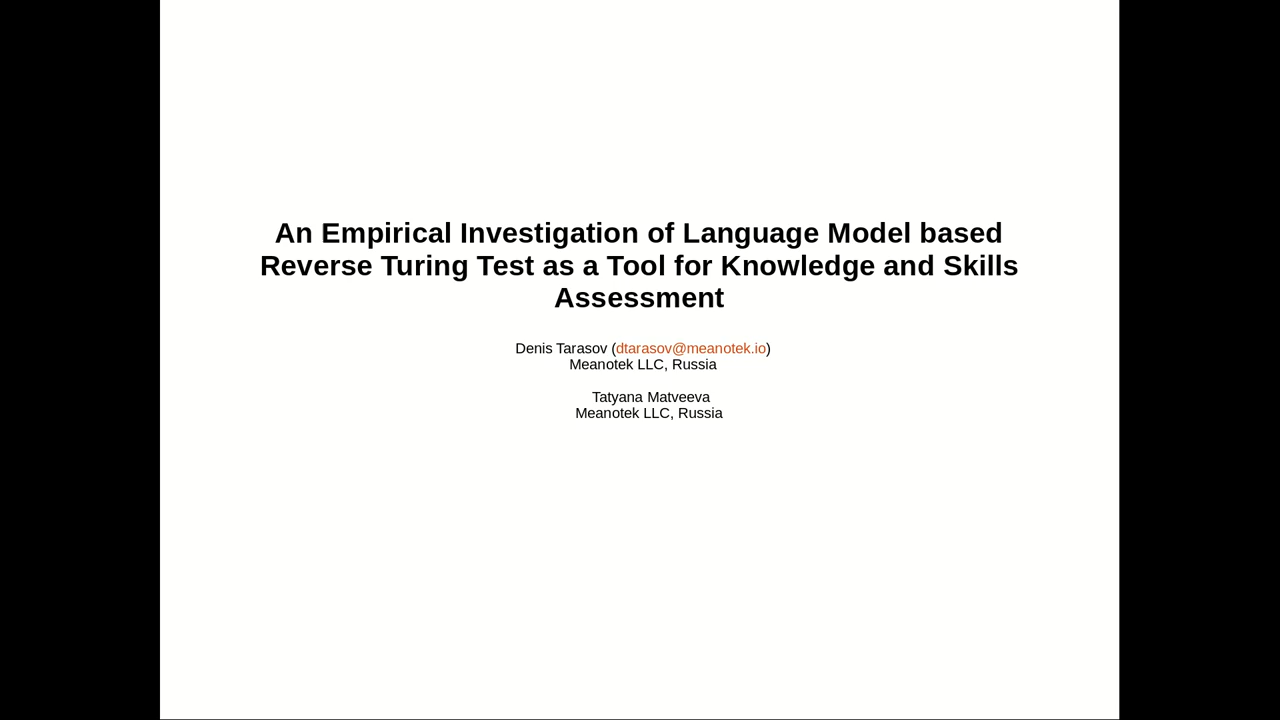 An Empirical Investigation of Language Model based
Reverse Turing Test as a Tool for Knowledge and Skills
Assessment
Denis Tarasov (dtarasov@meanotek.io)
Meanotek LLC, Russia
Tatyana Matveeva
Meanotek LLC, Russia